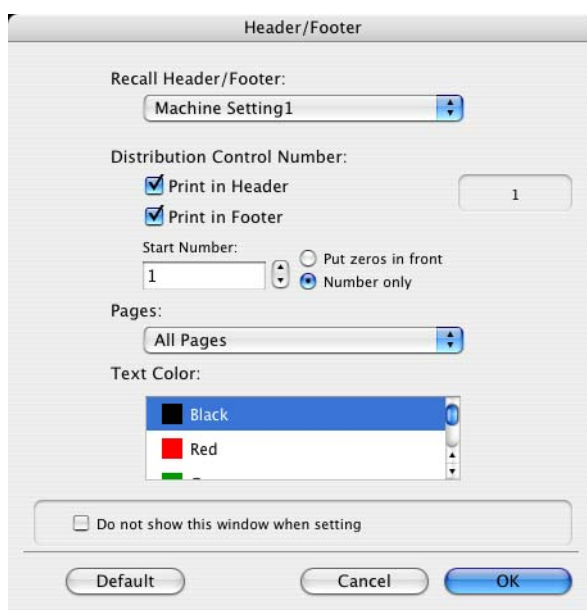 Header/Footer
Recall Header/Footer:
Machine Setting1
Distribution Control Number:
Print in Header
1
Print in Footer
Start Number:
1
Put zeros in front
Number only
Pages:
All Pages
Text Color:
Black
Red
Do not show this window when setting
Default
Cancel
OK